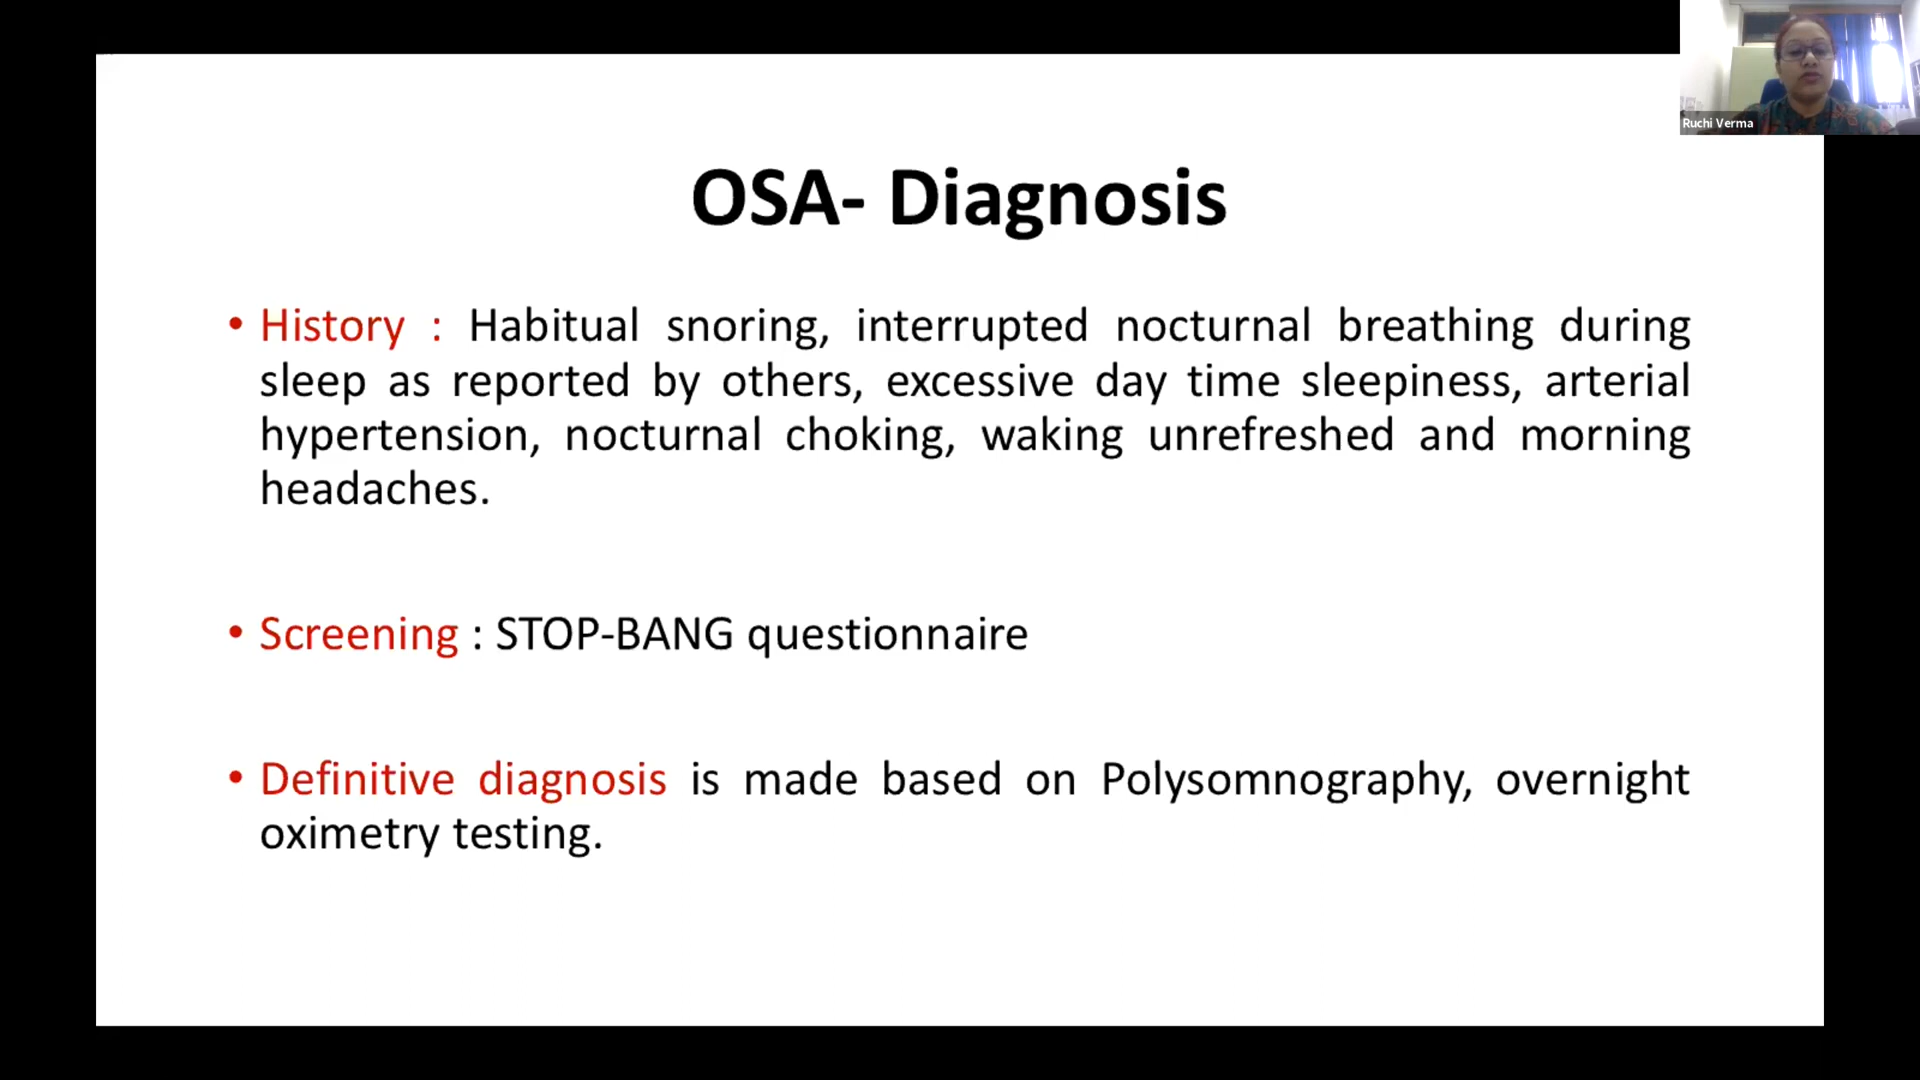 Ruchi Verma
OSA- Diagnosis
• History : Habitual snoring, interrupted nocturnal breathing during
sleep as reported by others, excessive day time sleepiness, arterial
hypertension, nocturnal choking, waking unrefreshed and morning
headaches.
• Screening : STOP-BANG questionnaire
• Definitive diagnosis is made based on Polysomnography, overnight
oximetry testing.